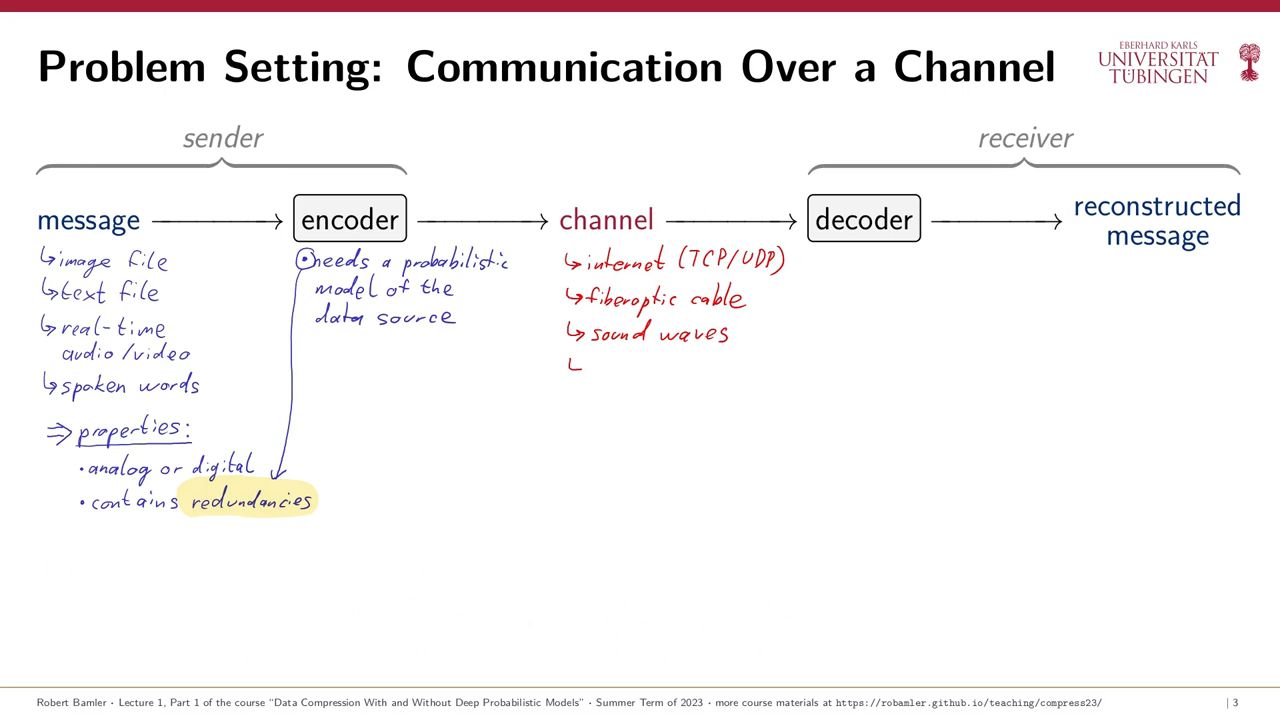 Problem Setting: Communication Over a Channel
EBERHARD KARLS
UNIVERSITÄT
TÜBINGEN
sender
receiver
message
encoder
channel
decoder
reconstructed
message
↳ image file
↳ text file
↳ real-time
audio/video
↳ spoken words
⇒ properties:
• analog or digital
• contains redundancies
• needs a probabilistic
model of the
data source
↳ internet (TCP/UDP)
↳ fiberoptic cable
↳ sound waves
Robert Bamler · Lecture 1, Part 1 of the course “Data Compression With and Without Deep Probabilistic Models” · Summer Term of 2023 · more course materials at https://robamler.github.io/teaching/compress23/ | 3